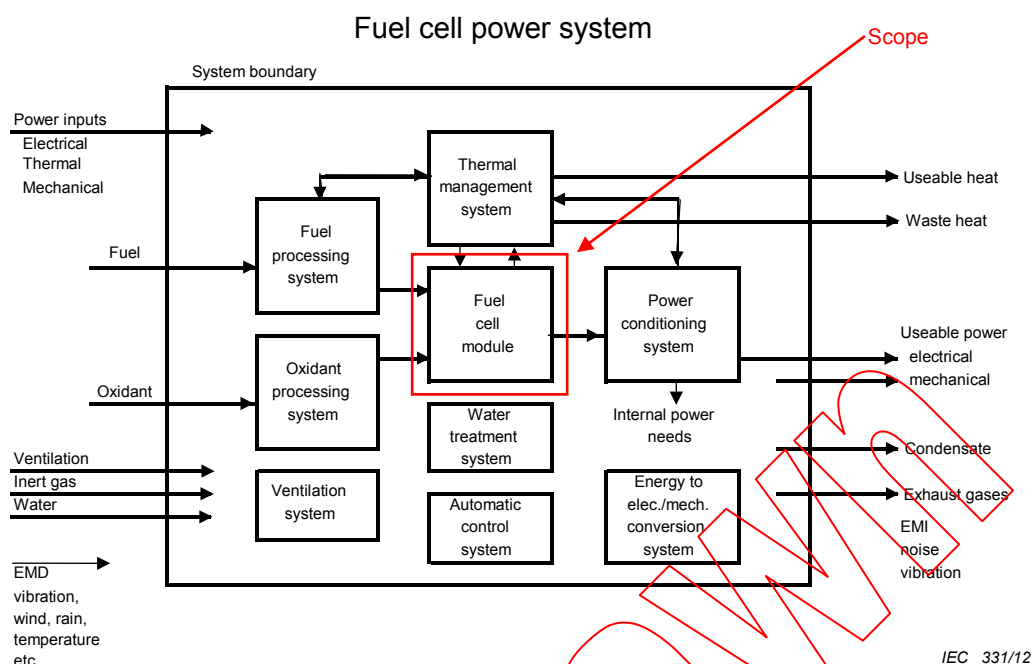 Fuel cell power system
Scope
System boundary
Power inputs
Electrical
Thermal
Mechanical
Thermal
management
system
Useable heat
Waste heat
Fuel
Fuel
processing
system
Fuel
cell
module
Power
conditioning
system
Useable power
electrical
mechanical
Oxidant
Oxidant
processing
system
Water
treatment
system
Internal power
needs
Condensate
Exhaust gases
Ventilation
Inert gas
Water
Ventilation
system
Automatic
control
system
Energy to
elec./mech.
conversion
system
EMI
noise
vibration
EMD
vibration,
wind, rain,
temperature
etc.
IEC 331/12